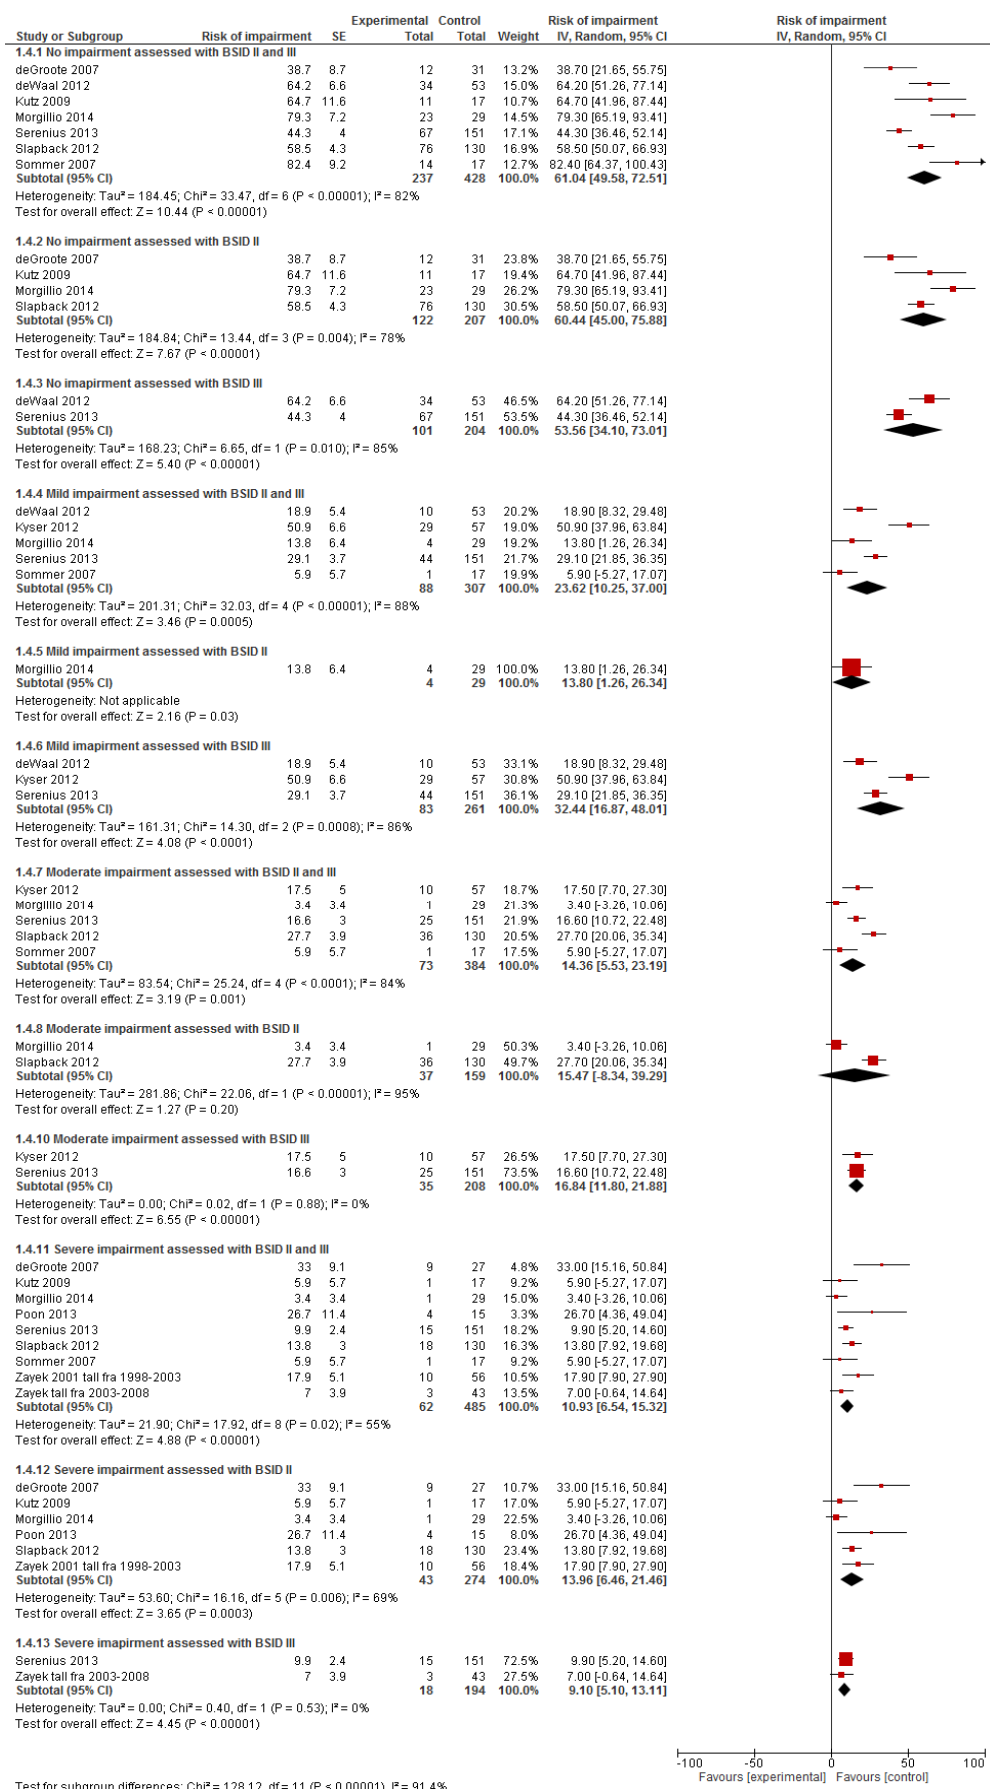 Experimental Control Risk of impairment Risk of impairment
Study or Subgroup Risk of impairment SE Total Total Weight IV, Random, 95% CI IV, Random, 95% CI
1.4.1 No impairment assessed with BSID II and III
deGroote 2007 38.7 8.7 12 31 13.2% 38.70 [21.65, 55.75]
deWaal 2012 64.2 6.6 34 53 15.0% 64.20 [51.26, 77.14]
Kutz 2009 64.7 11.6 11 17 10.7% 64.70 [41.96, 87.44]
Morgillio 2014 79.3 7.2 23 29 14.5% 79.30 [65.19, 93.41]
Serenius 2013 44.3 4 67 151 17.1% 44.30 [36.46, 52.14]
Slapback 2012 58.5 4.3 76 130 16.9% 58.50 [50.07, 66.93]
Sommer 2007 82.4 9.2 14 17 12.7% 82.40 [64.37, 100.43]
Subtotal (95% CI) 237 428 100.0% 61.04 [49.58, 72.51]
Heterogeneity: Tau² = 184.45; Chi² = 33.47, df = 6 (P < 0.00001); I² = 82%
Test for overall effect: Z = 10.44 (P < 0.00001)
1.4.2 No impairment assessed with BSID II
deGroote 2007 38.7 8.7 12 31 23.8% 38.70 [21.65, 55.75]
Kutz 2009 64.7 11.6 11 17 19.4% 64.70 [41.96, 87.44]
Morgillio 2014 79.3 7.2 23 29 26.2% 79.30 [65.19, 93.41]
Slapback 2012 58.5 4.3 76 130 30.5% 58.50 [50.07, 66.93]
Subtotal (95% CI) 122 207 100.0% 60.44 [45.00, 75.88]
Heterogeneity: Tau² = 184.84; Chi² = 13.44, df = 3 (P = 0.004); I² = 78%
Test for overall effect: Z = 7.67 (P < 0.00001)
1.4.3 No imapirment assessed with BSID III
deWaal 2012 64.2 6.6 34 53 46.5% 64.20 [51.26, 77.14]
Serenius 2013 44.3 4 67 151 53.5% 44.30 [36.46, 52.14]
Subtotal (95% CI) 101 204 100.0% 53.56 [34.10, 73.01]
Heterogeneity: Tau² = 168.23; Chi² = 6.65, df = 1 (P = 0.010); I² = 85%
Test for overall effect: Z = 5.40 (P < 0.00001)
1.4.4 Mild impairment assessed with BSID II and III
deWaal 2012 18.9 5.4 10 53 20.2% 18.90 [8.32, 29.48]
Kyser 2012 50.9 6.6 29 57 19.0% 50.90 [37.96, 63.84]
Morgillio 2014 13.8 6.4 4 29 19.2% 13.80 [1.26, 26.34]
Serenius 2013 29.1 3.7 44 151 21.7% 29.10 [21.85, 36.35]
Sommer 2007 5.9 5.7 1 17 19.9% 5.90 [-5.27, 17.07]
Subtotal (95% CI) 88 307 100.0% 23.62 [10.25, 37.00]
Heterogeneity: Tau² = 201.31; Chi² = 32.03, df = 4 (P < 0.00001); I² = 88%
Test for overall effect: Z = 3.46 (P = 0.0005)
1.4.5 Mild impairment assessed with BSID II
Morgillio 2014 13.8 6.4 4 29 100.0% 13.80 [1.26, 26.34]
Subtotal (95% CI) 4 29 100.0% 13.80 [1.26, 26.34]
Heterogeneity: Not applicable
Test for overall effect: Z = 2.16 (P = 0.03)
1.4.6 Mild imapirment assessed with BSID III
deWaal 2012 18.9 5.4 10 53 33.1% 18.90 [8.32, 29.48]
Kyser 2012 50.9 6.6 29 57 30.8% 50.90 [37.96, 63.84]
Serenius 2013 29.1 3.7 44 151 36.1% 29.10 [21.85, 36.35]
Subtotal (95% CI) 83 261 100.0% 32.44 [16.87, 48.01]
Heterogeneity: Tau² = 161.31; Chi² = 14.30, df = 2 (P = 0.0008); I² = 86%
Test for overall effect: Z = 4.08 (P < 0.0001)
1.4.7 Moderate impairment assessed with BSID II and III
Kyser 2012 17.5 5 10 57 18.7% 17.50 [7.70, 27.30]
Morgillio 2014 3.4 3.4 1 29 21.3% 3.40 [-3.26, 10.06]
Serenius 2013 16.6 3 25 151 21.9% 16.60 [10.72, 22.48]
Slapback 2012 27.7 3.9 36 130 20.5% 27.70 [20.06, 35.34]
Sommer 2007 5.9 5.7 1 17 17.5% 5.90 [-5.27, 17.07]
Subtotal (95% CI) 73 384 100.0% 14.36 [5.53, 23.19]
Heterogeneity: Tau² = 83.54; Chi² = 25.24, df = 4 (P < 0.0001); I² = 84%
Test for overall effect: Z = 3.19 (P = 0.001)
1.4.8 Moderate impairment assessed with BSID II
Morgillio 2014 3.4 3.4 1 29 50.3% 3.40 [-3.26, 10.06]
Slapback 2012 27.7 3.9 36 130 49.7% 27.70 [20.06, 35.34]
Subtotal (95% CI) 37 159 100.0% 15.47 [-8.34, 39.29]
Heterogeneity: Tau² = 281.86; Chi² = 22.06, df = 1 (P < 0.00001); I² = 95%
Test for overall effect: Z = 1.27 (P = 0.20)
1.4.10 Moderate impairment assessed with BSID III
Kyser 2012 17.5 5 10 57 26.5% 17.50 [7.70, 27.30]
Serenius 2013 16.6 3 25 151 73.5% 16.60 [10.72, 22.48]
Subtotal (95% CI) 35 208 100.0% 16.84 [11.80, 21.88]
Heterogeneity: Tau² = 0.00; Chi² = 0.02, df = 1 (P = 0.88); I² = 0%
Test for overall effect: Z = 6.55 (P < 0.00001)
1.4.11 Severe impairment assessed with BSID II and III
deGroote 2007 33 9.1 9 27 4.8% 33.00 [15.16, 50.84]
Kutz 2009 5.9 5.7 1 17 9.2% 5.90 [-5.27, 17.07]
Morgillio 2014 3.4 3.4 1 29 15.0% 3.40 [-3.26, 10.06]
Poon 2013 26.7 11.4 4 15 3.3% 26.70 [4.36, 49.04]
Serenius 2013 9.9 2.4 15 151 18.2% 9.90 [5.20, 14.60]
Slapback 2012 13.8 3 18 130 16.3% 13.80 [7.92, 19.68]
Sommer 2007 5.9 5.7 1 17 9.2% 5.90 [-5.27, 17.07]
Zayek 2001 tall fra 1998-2003 17.9 5.1 10 56 10.5% 17.90 [7.90, 27.90]
Zayek tall fra 2003-2008 7 3.9 3 43 13.5% 7.00 [-0.64, 14.64]
Subtotal (95% CI) 62 485 100.0% 10.93 [6.54, 15.32]
Heterogeneity: Tau² = 21.90; Chi² = 17.92, df = 8 (P = 0.02); I² = 55%
Test for overall effect: Z = 4.88 (P < 0.00001)
1.4.12 Severe impairment assessed with BSID II
deGroote 2007 33 9.1 9 27 10.7% 33.00 [15.16, 50.84]
Kutz 2009 5.9 5.7 1 17 17.0% 5.90 [-5.27, 17.07]
Morgillio 2014 3.4 3.4 1 29 22.5% 3.40 [-3.26, 10.06]
Poon 2013 26.7 11.4 4 15 8.0% 26.70 [4.36, 49.04]
Slapback 2012 13.8 3 18 130 23.4% 13.80 [7.92, 19.68]
Zayek 2001 tall fra 1998-2003 17.9 5.1 10 56 18.4% 17.90 [7.90, 27.90]
Subtotal (95% CI) 43 274 100.0% 13.96 [6.46, 21.46]
Heterogeneity: Tau² = 53.60; Chi² = 16.16, df = 5 (P = 0.006); I² = 69%
Test for overall effect: Z = 3.65 (P = 0.0003)
1.4.13 Severe imapirment assessed with BSID III
Serenius 2013 9.9 2.4 15 151 72.5% 9.90 [5.20, 14.60]
Zayek tall fra 2003-2008 7 3.9 3 43 27.5% 7.00 [-0.64, 14.64]
Subtotal (95% CI) 18 194 100.0% 9.10 [5.10, 13.11]
Heterogeneity: Tau² = 0.00; Chi² = 0.40, df = 1 (P = 0.53); I² = 0%
Test for overall effect: Z = 4.45 (P < 0.00001)
-100 -50 0 50 100
Favours [experimental] Favours [control]
Test for subgroup differences: Chi² = 128.12, df = 11 (P < 0.00001), I² = 91.4%